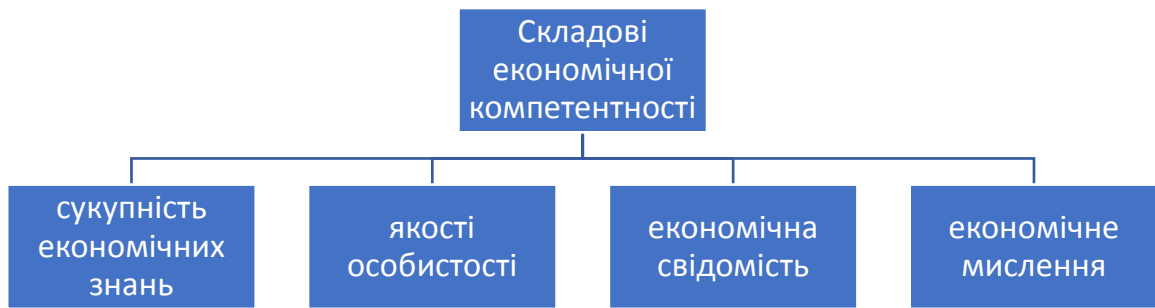 Складові
економічної
компетентності
сукупність
економічних
знань
якості
особистості
економічна
свідомість
економічне
мислення